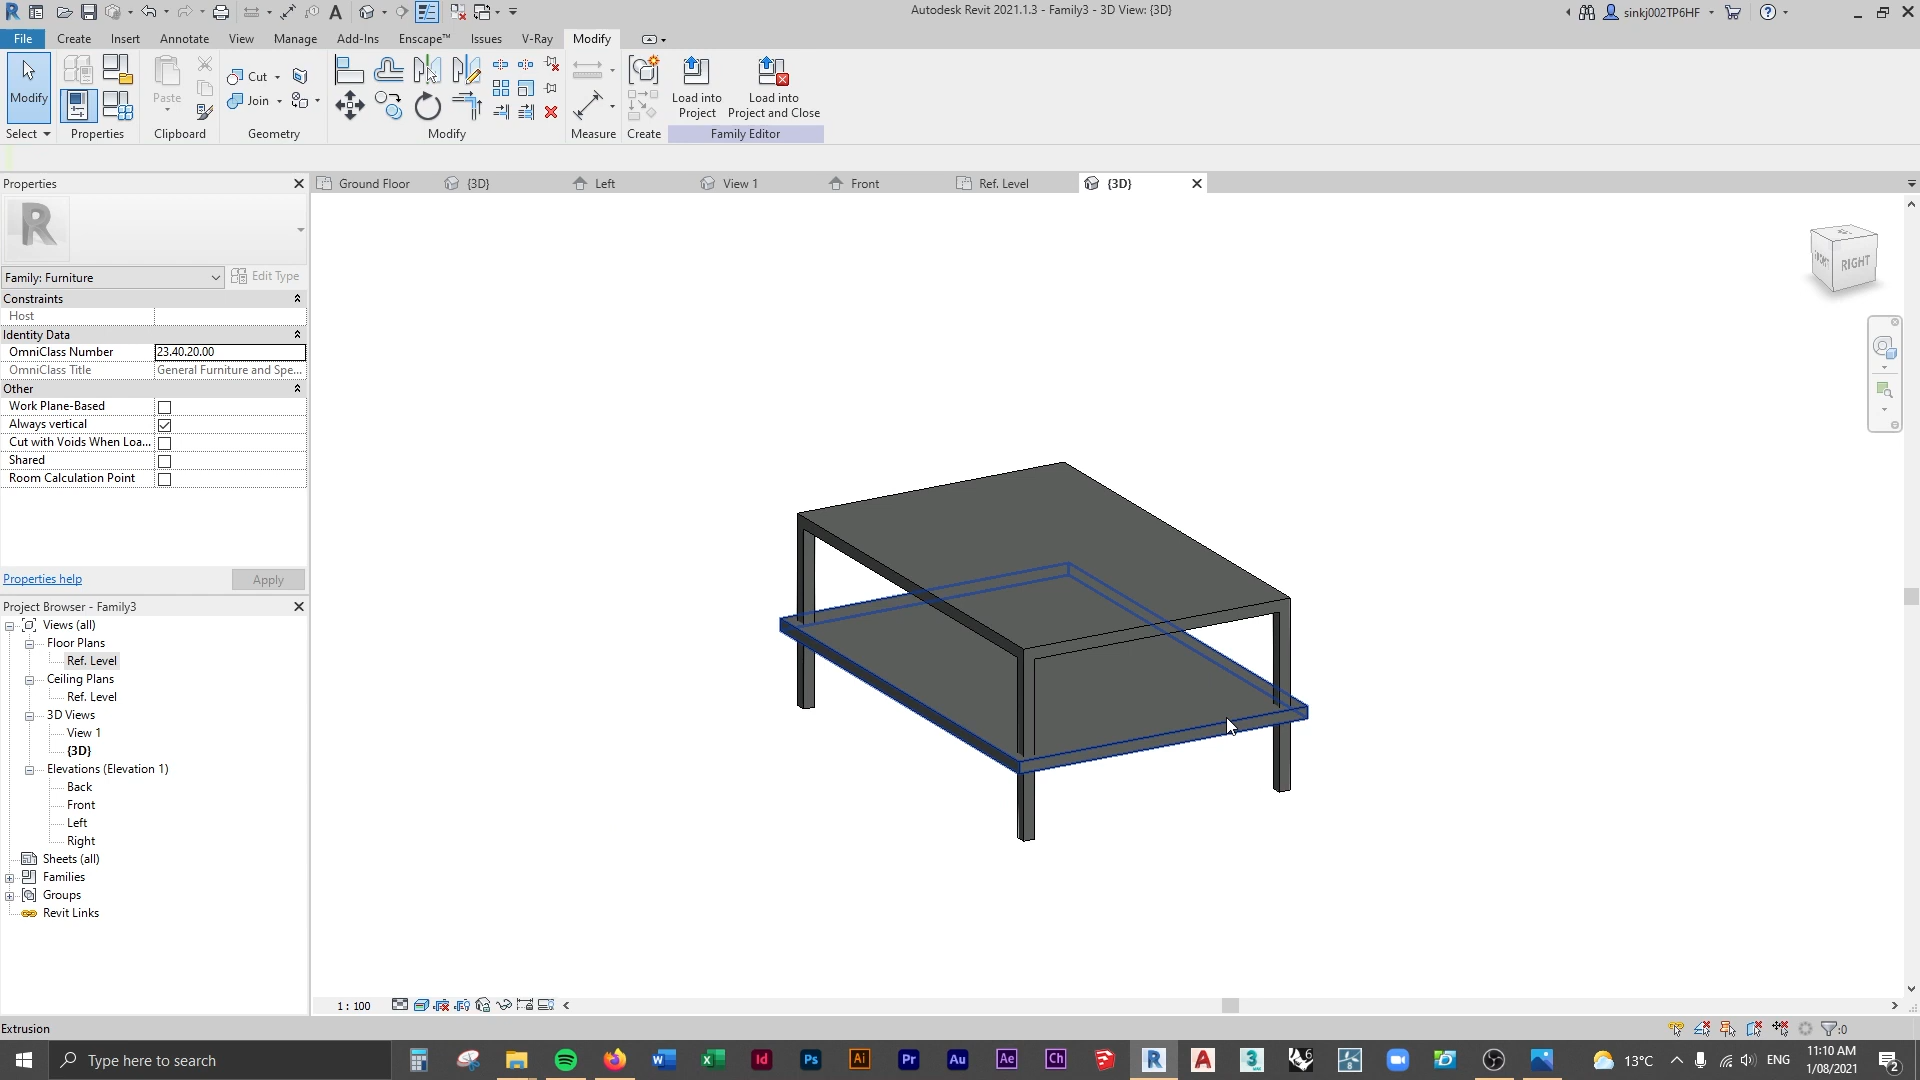 Autodesk Revit 2021.1.3 - Family3 - 3D View: {3D}
sinkj002TP6HF
File Create Insert Annotate View Manage Add-Ins Enscape™ Issues V-Ray Modify
Modify
Paste
Cut
Join
Load into
Project
Load into
Project and Close
Select Properties Clipboard Geometry Modify Measure Create Family Editor
Properties
Ground Floor {3D} Left View 1 Front Ref. Level {3D}
Family: Furniture Edit Type
Constraints
Host
Identity Data
OmniClass Number 23.40.20.00
OmniClass Title General Furniture and Spe...
Other
Work Plane-Based
Always vertical
Cut with Voids When Loa...
Shared
Room Calculation Point
Properties help Apply
Project Browser - Family3
Views (all)
Floor Plans
Ref. Level
Ceiling Plans
Ref. Level
3D Views
View 1
{3D}
Elevations (Elevation 1)
Back
Front
Left
Right
Sheets (all)
Families
Groups
Revit Links
RIGHT
1 : 100
Extrusion
:0
Type here to search
13°C
ENG
11:10 AM
1/08/2021